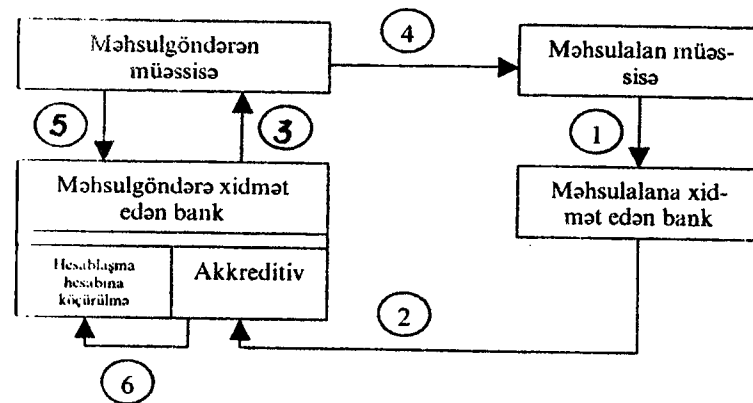 Məhsulgöndərən
müəssisə
4
Məhsulalan müəs-
sisə
5
3
1
Məhsulgöndərə xidmət
edən bank
Məhsulalana xid-
mət edən bank
Hesablaşma
hesabına
köçürülmə
Akkreditiv
2
6